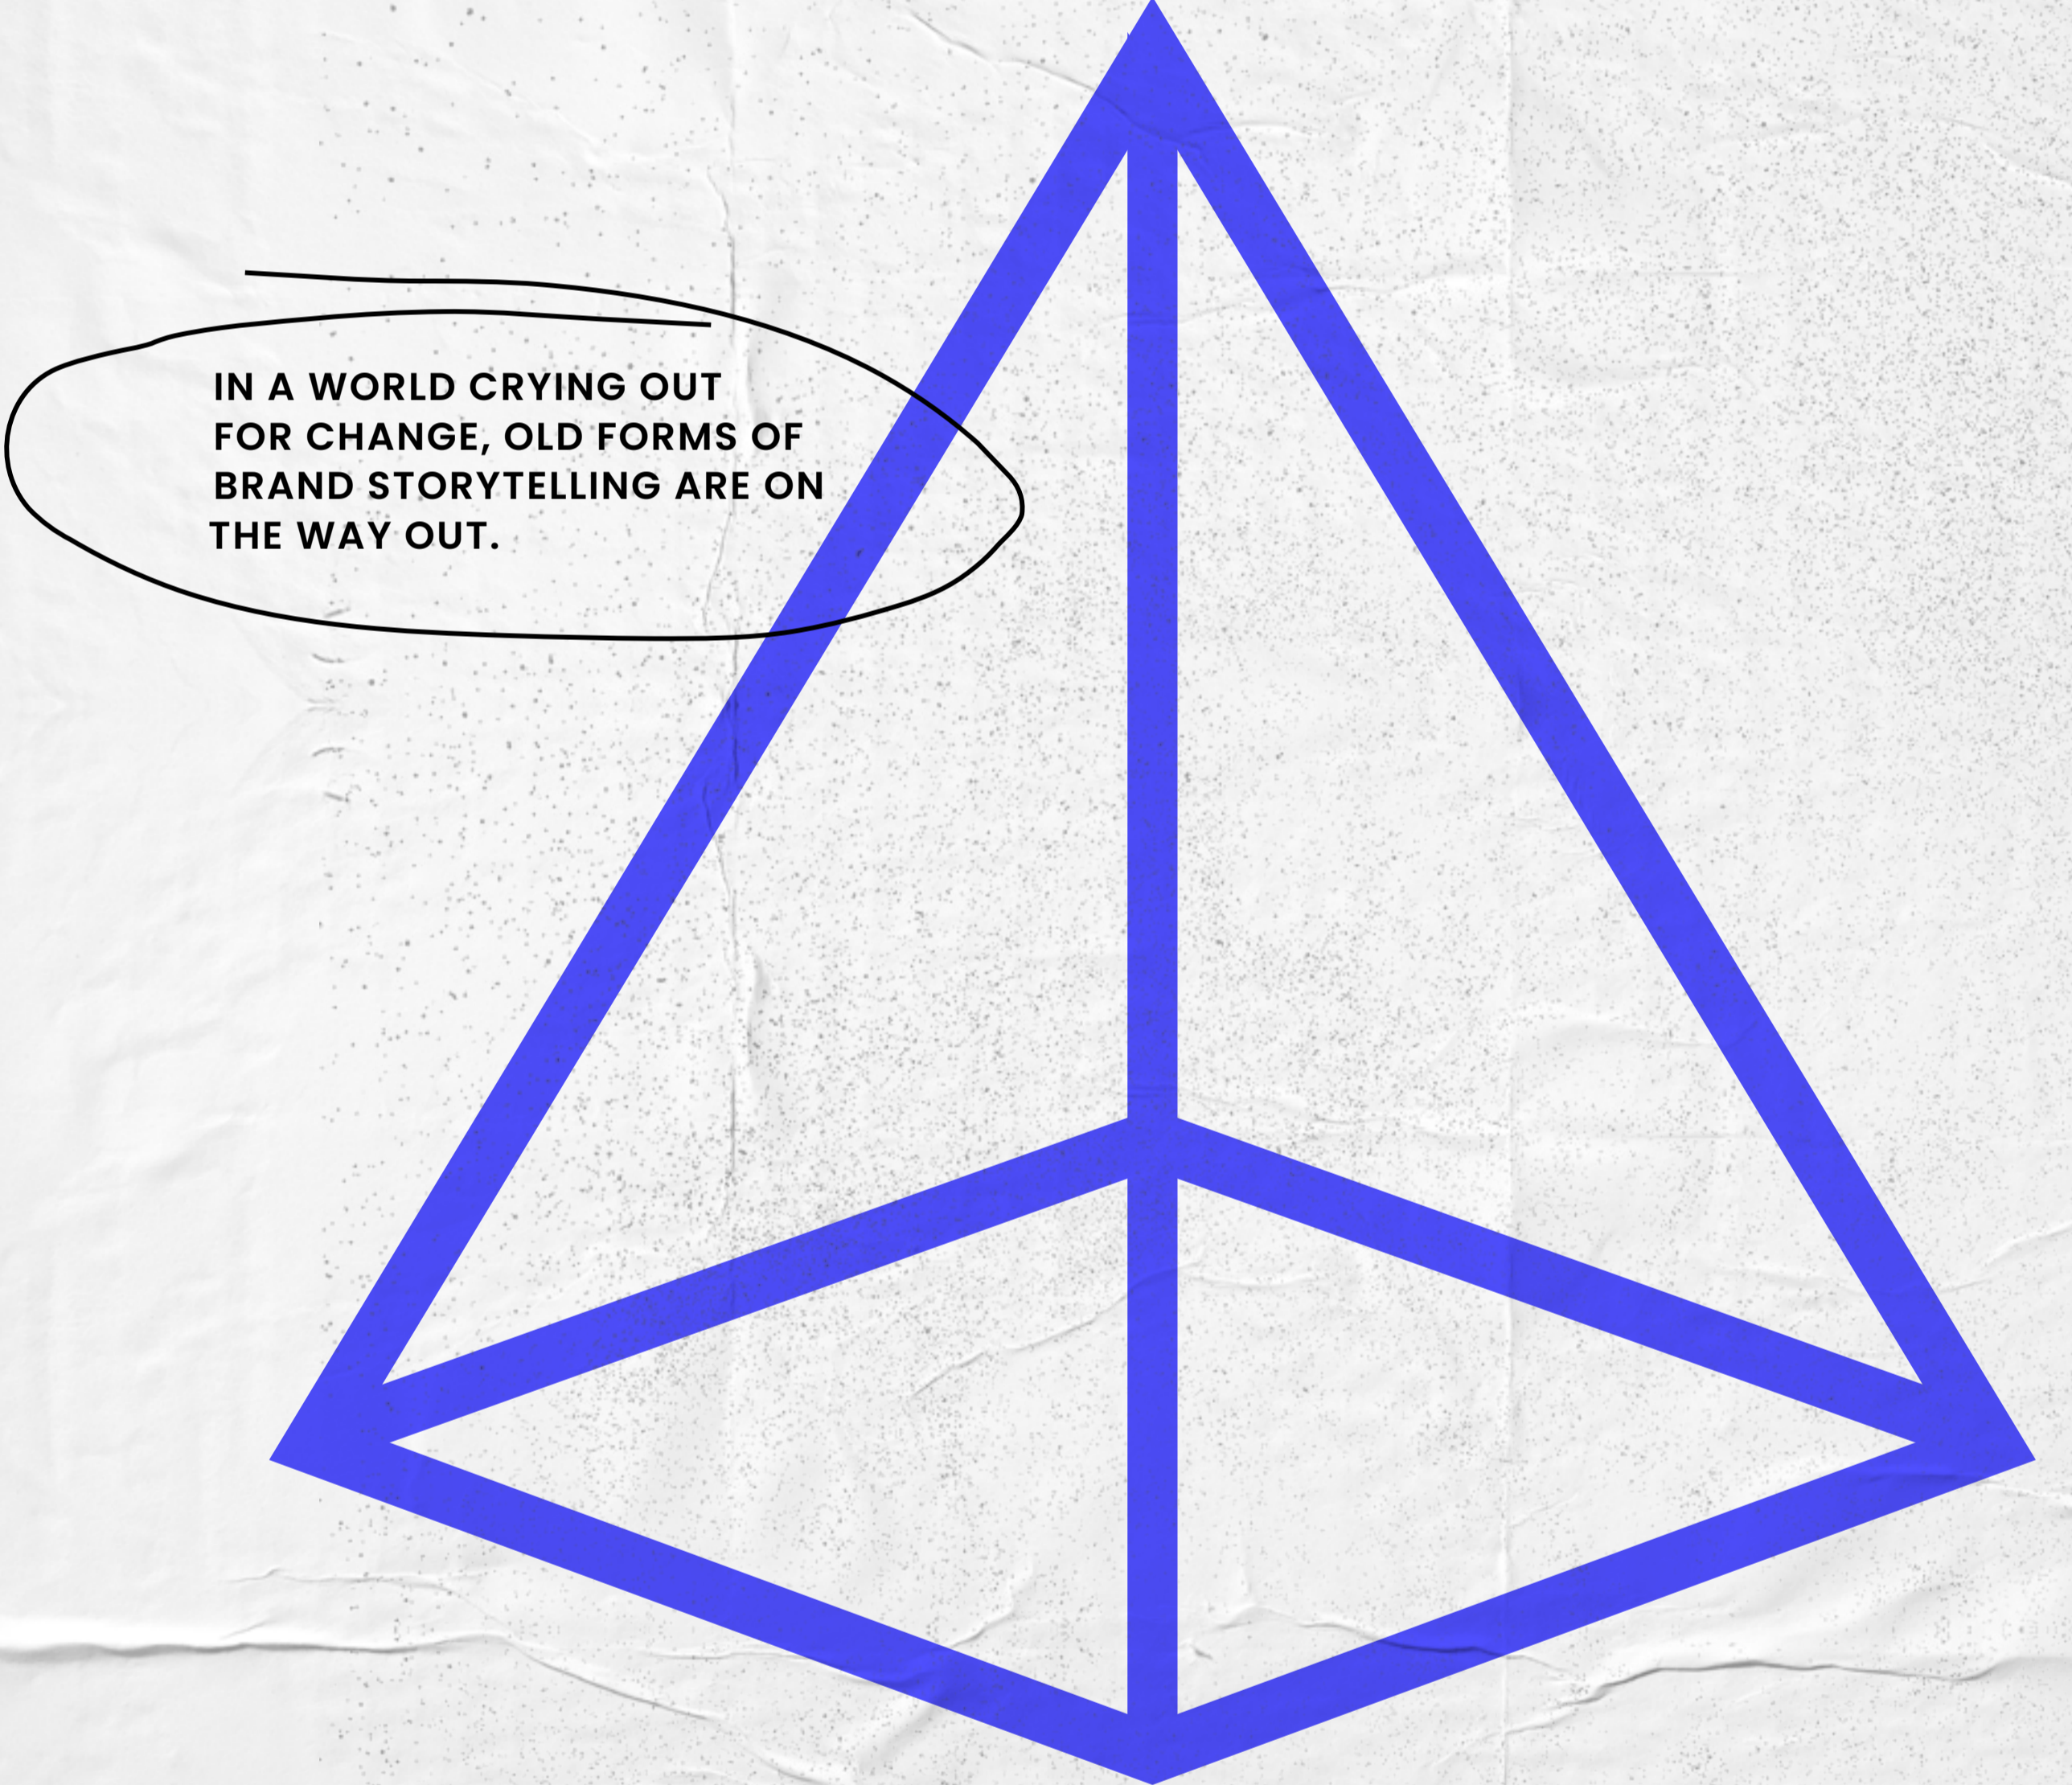 IN A WORLD CRYING OUT
FOR CHANGE, OLD FORMS OF
BRAND STORYTELLING ARE ON
THE WAY OUT.